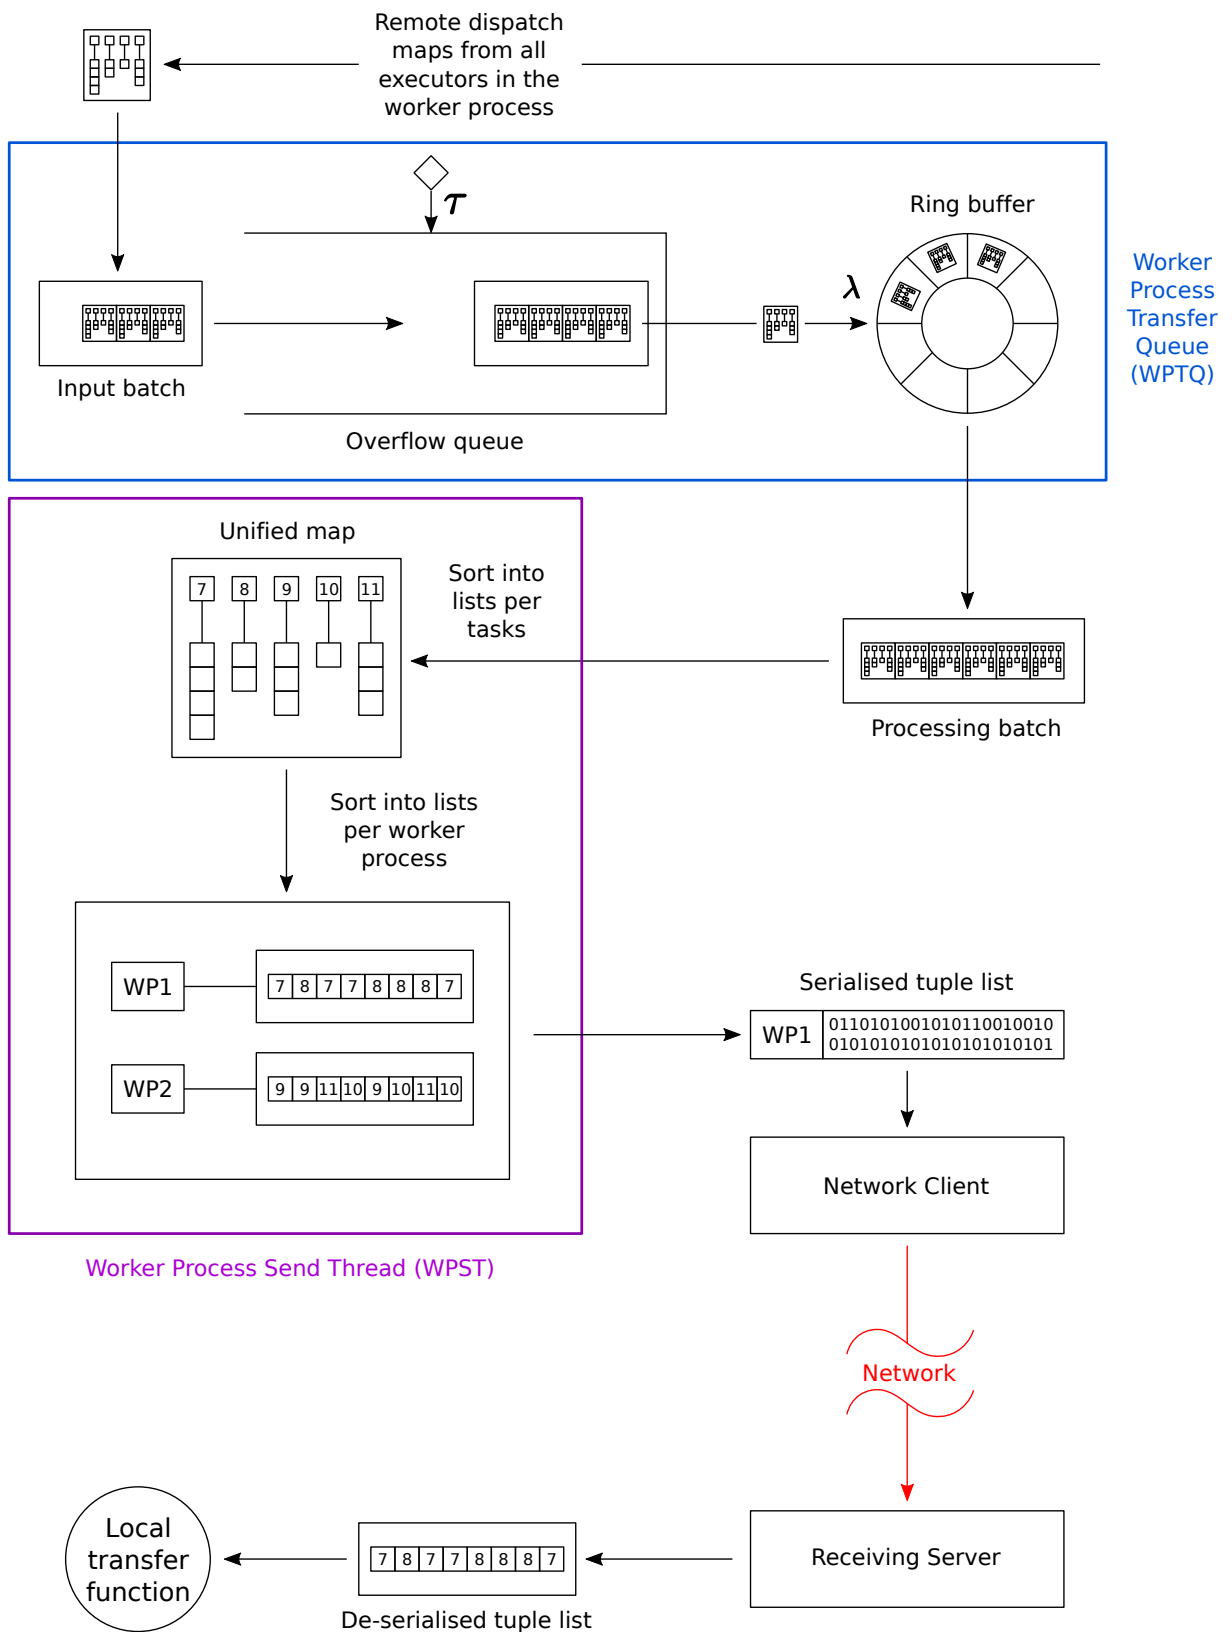 Remote dispatch
maps from all
executors in the
worker process
τ
Ring buffer
λ
Worker
Process
Transfer
Queue
(WPTQ)
Input batch
Overflow queue
Unified map
7 8 9 10 11
Sort into
lists per
tasks
Processing batch
Sort into lists
per worker
process
WP1 7 8 7 7 8 8 8 7
WP2 9 9 11 10 9 10 11 10
Serialised tuple list
WP1
0110101001010110010010
0101010101010101010101
Network Client
Worker Process Send Thread (WPST)
Network
Receiving Server
7 8 7 7 8 8 8 7
De-serialised tuple list
Local
transfer
function